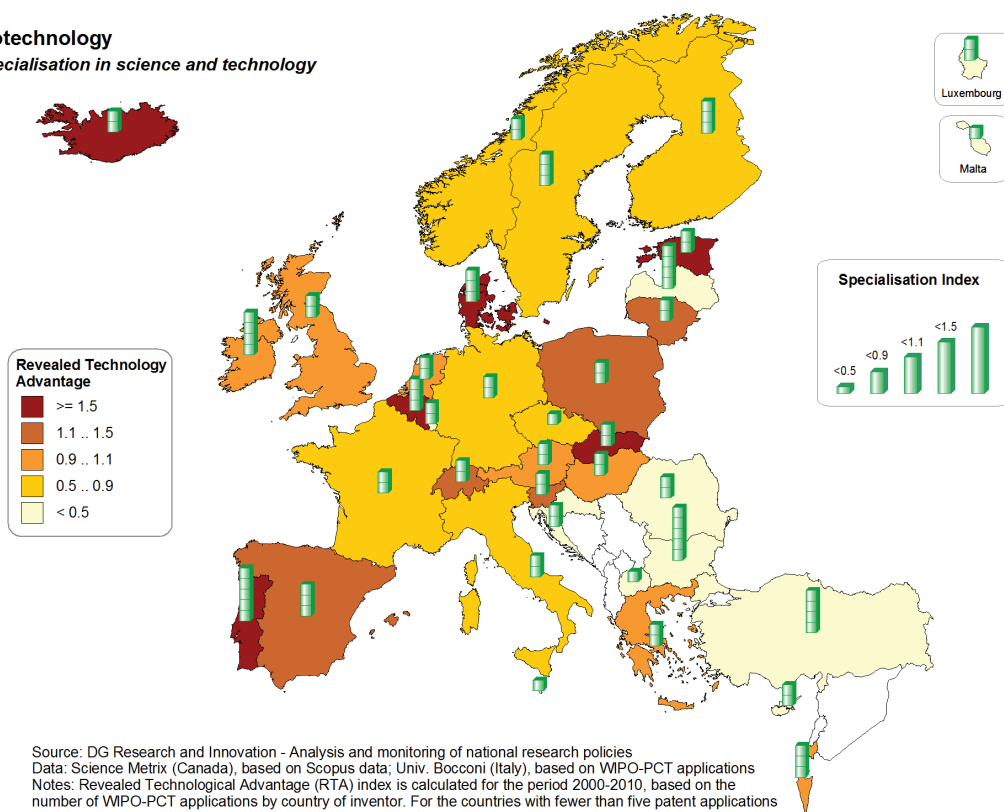 otechnology
ecialisation in science and technology
Luxembourg
Malta
Specialisation Index
<0.5
<0.9
<1.1
<1.5
Revealed Technology
Advantage
>= 1.5
1.1 .. 1.5
0.9 .. 1.1
0.5 .. 0.9
< 0.5
Source: DG Research and Innovation - Analysis and monitoring of national research policies
Data: Science Metrix (Canada), based on Scopus data; Univ. Bocconi (Italy), based on WIPO-PCT applications
Notes: Revealed Technological Advantage (RTA) index is calculated for the period 2000-2010, based on the
number of WIPO-PCT applications by country of inventor. For the countries with fewer than five patent applications